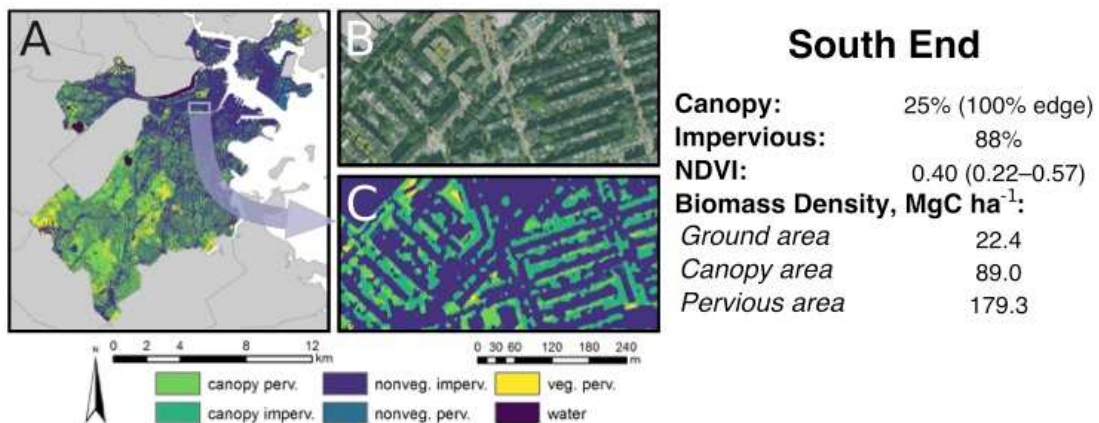 A
B
C
South End
Canopy: 25% (100% edge)
Impervious: 88%
NDVI: 0.40 (0.22–0.57)
Biomass Density, MgC ha⁻¹:
Ground area 22.4
Canopy area 89.0
Pervious area 179.3
N
0 2 4 8 12
km
0 30 60 120 180 240
m
canopy perv. nonveg. imperv. veg. perv.
canopy imperv. nonveg. perv. water